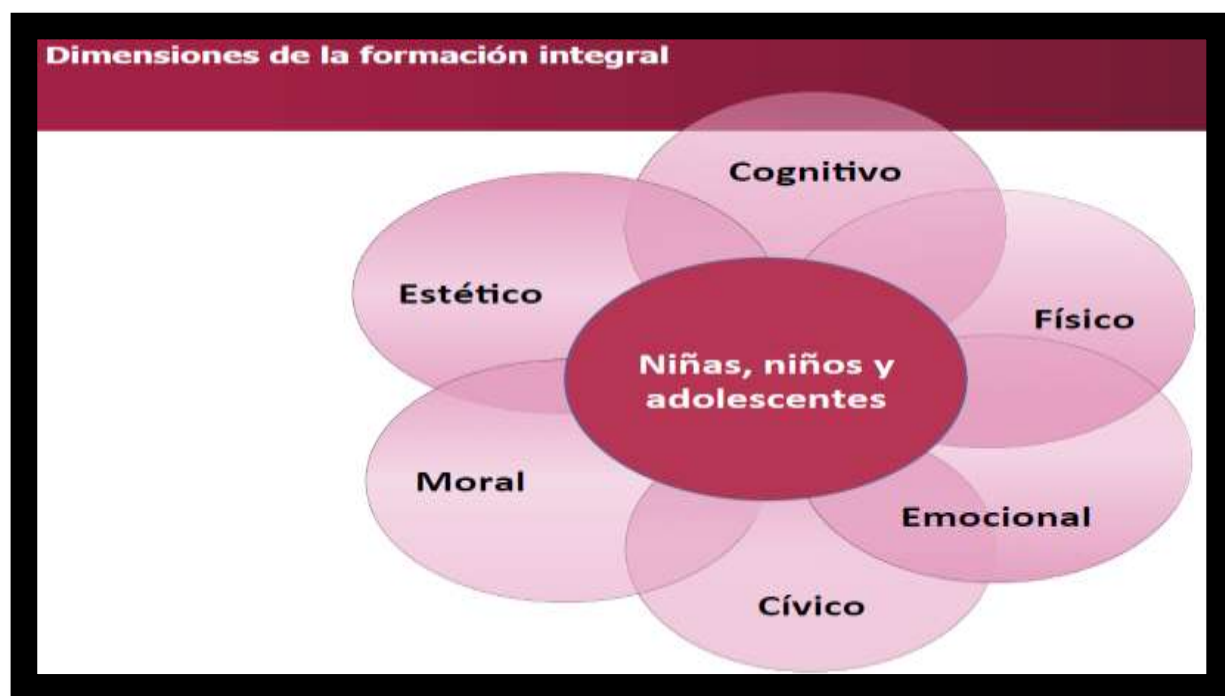 Dimensiones de la formación integral
Cognitivo
Estético
Físico
Niñas, niños y
adolescentes
Moral
Emocional
Cívico